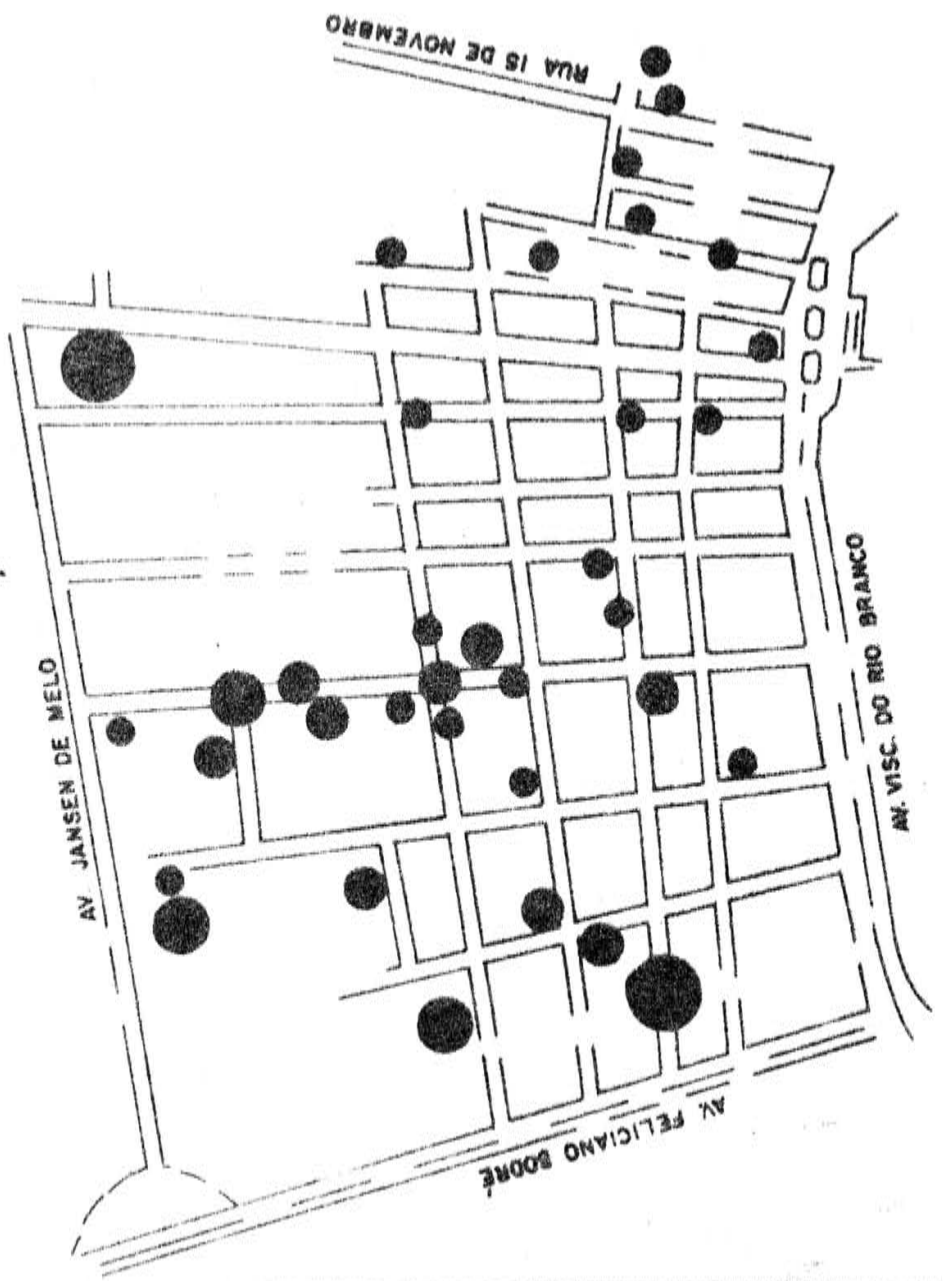 RUA 15 DE NOVEMBRO
AV. JANSEN DE MELO
AV. VISC. DO RIO BRANCO
AV. FELICIANO SODRÉ